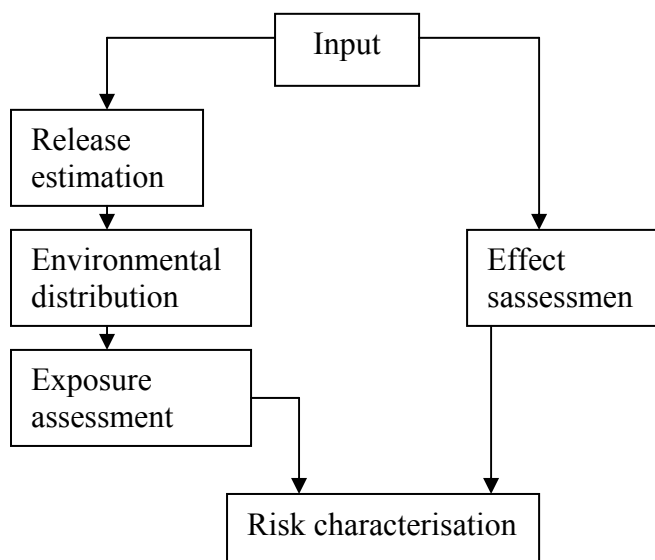 Input
Release
estimation
Environmental
distribution
Effect
sassessmen
Exposure
assessment
Risk characterisation